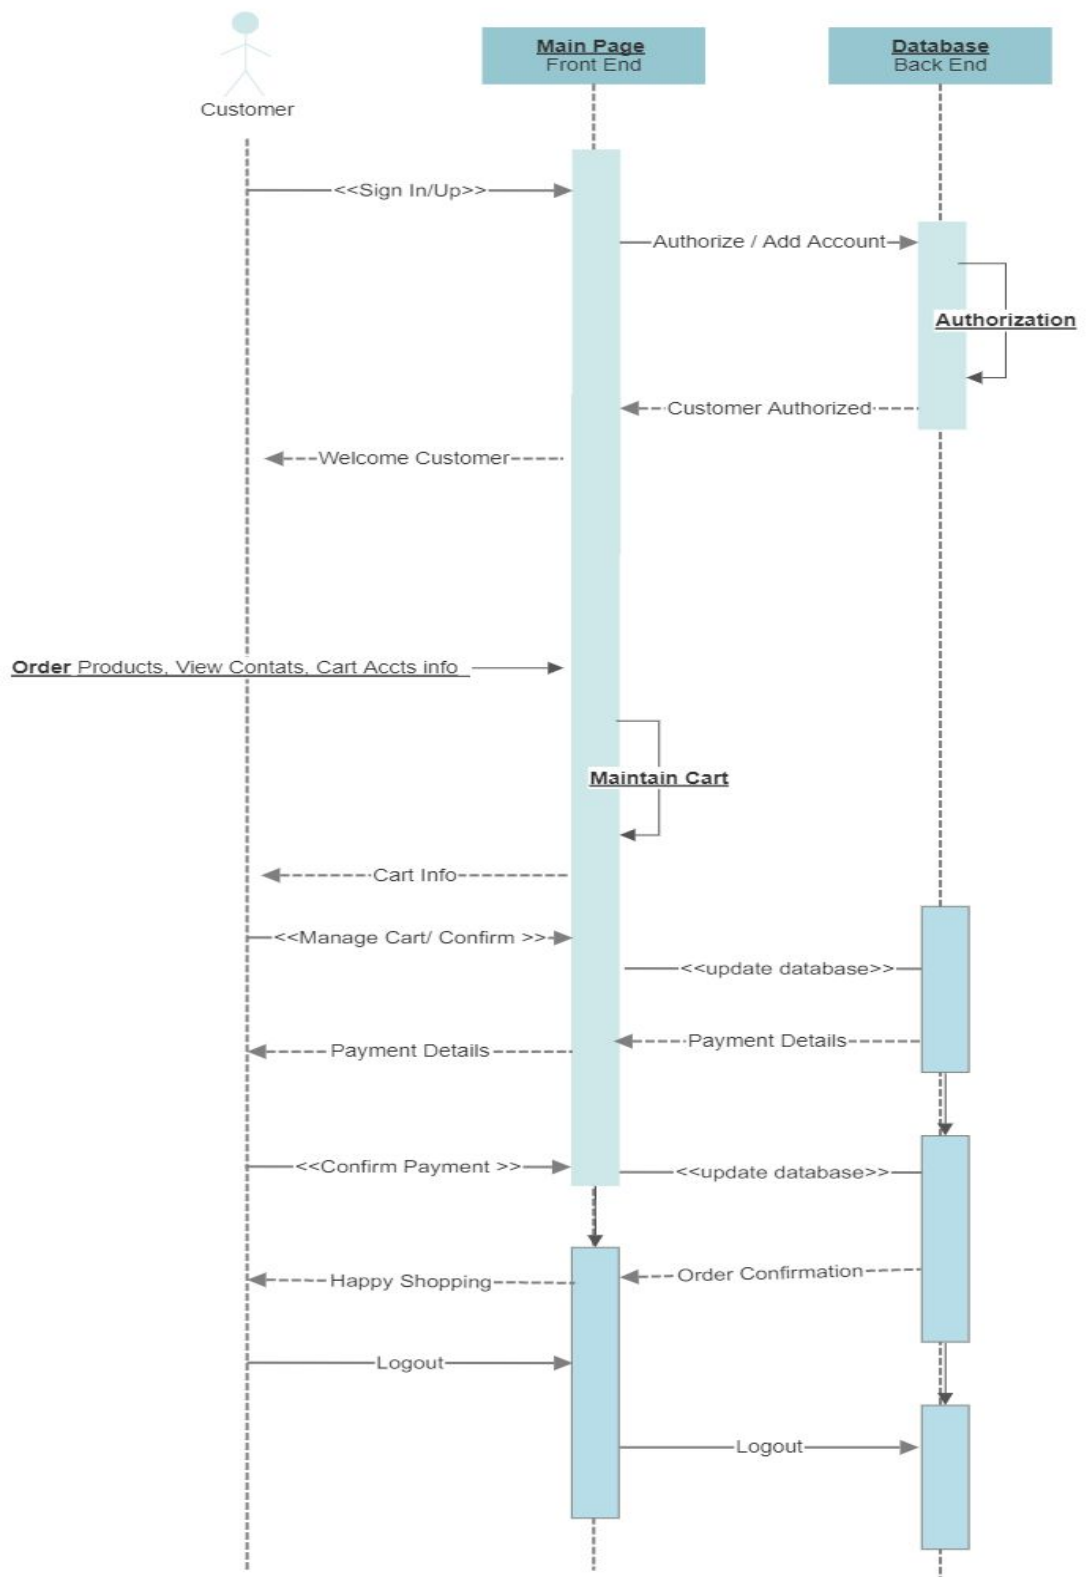 Main Page
Front End
Database
Back End
Customer
<<Sign In/Up>>
Authorize / Add Account
Authorization
Customer Authorized
Welcome Customer
Order Products, View Contats, Cart Accts info
Maintain Cart
Cart Info
<<Manage Cart/ Confirm >>
<<update database>>
Payment Details
Payment Details
<<Confirm Payment >>
<<update database>>
Order Confirmation
Happy Shopping
Logout
Logout